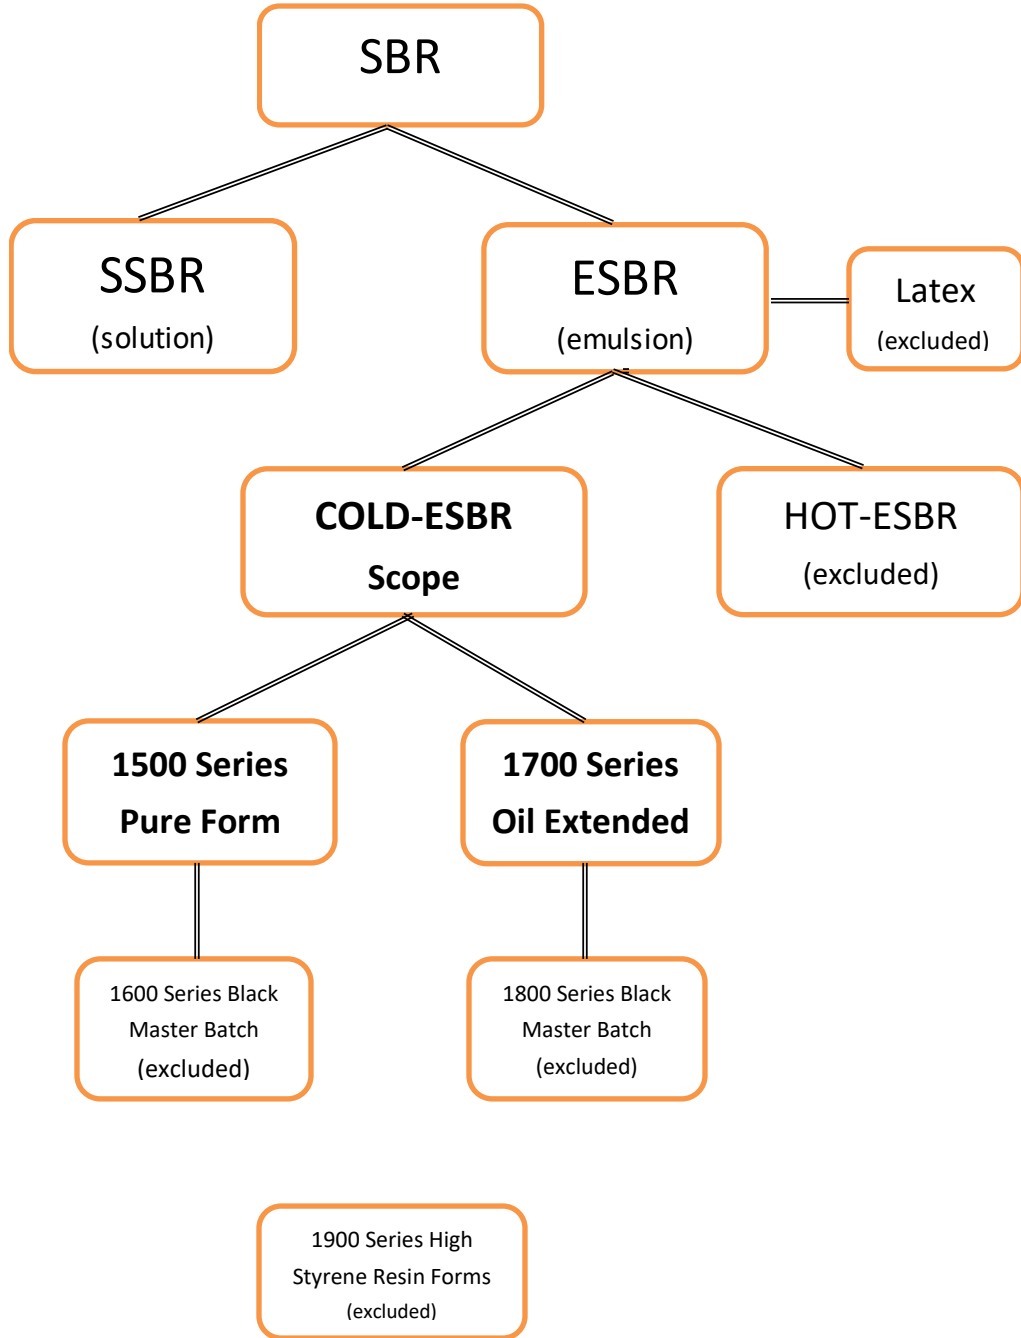 SBR
SSBR
(solution)
ESBR
(emulsion)
Latex
(excluded)
COLD-ESBR
Scope
HOT-ESBR
(excluded)
1500 Series
Pure Form
1700 Series
Oil Extended
1600 Series Black
Master Batch
(excluded)
1800 Series Black
Master Batch
(excluded)
1900 Series High
Styrene Resin Forms
(excluded)